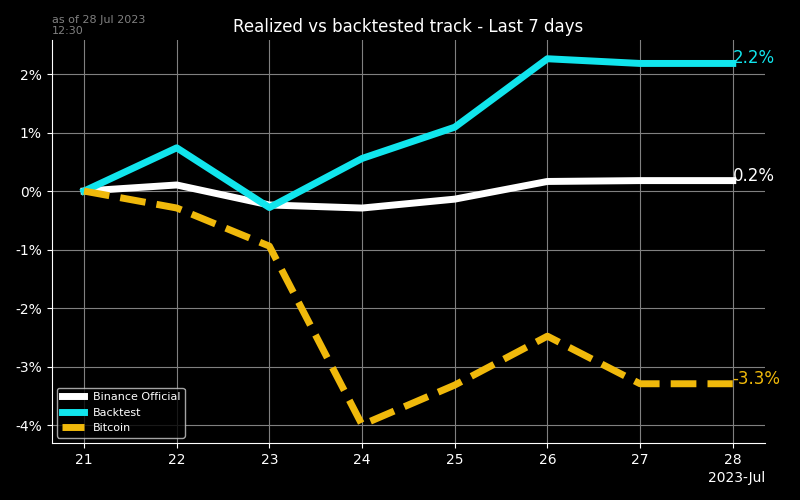 as of 28 Jul 2023
12:30
Realized vs backtested track - Last 7 days
2%
1%
0%
-1%
-2%
-3%
-4%
2.2%
0.2%
-3.3%
Binance Official
Backtest
Bitcoin
21 22 23 24 25 26 27 28
2023-Jul